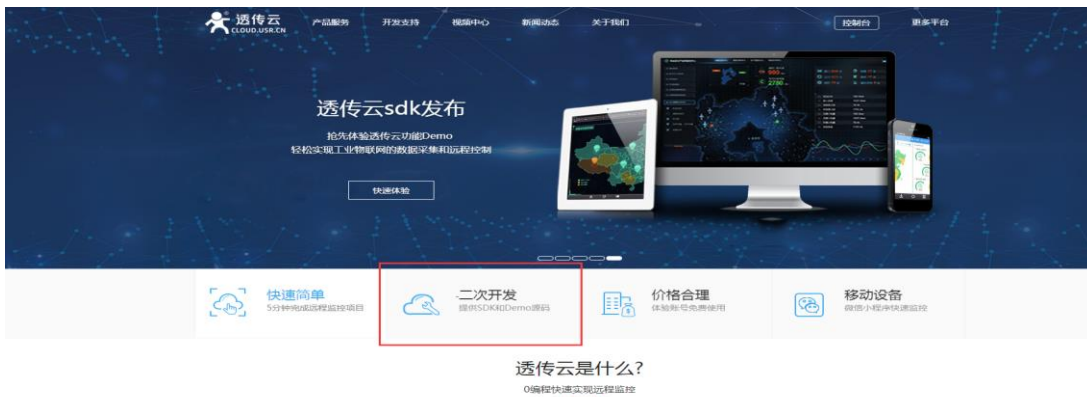 透传云
CLOUD.USR.CN
产品服务 开发支持 视频中心 新闻动态 关于我们 控制台 更多平台
透传云sdk发布
抢先体验透传云功能Demo
轻松实现工业物联网的数据采集和远程控制
快速体验
快速简单
5分钟完成远程监控项目
二次开发
提供SDK和Demo源码
价格合理
体验账号免费使用
移动设备
微信小程序快速监控
透传云是什么?
0编程快速实现远程监控